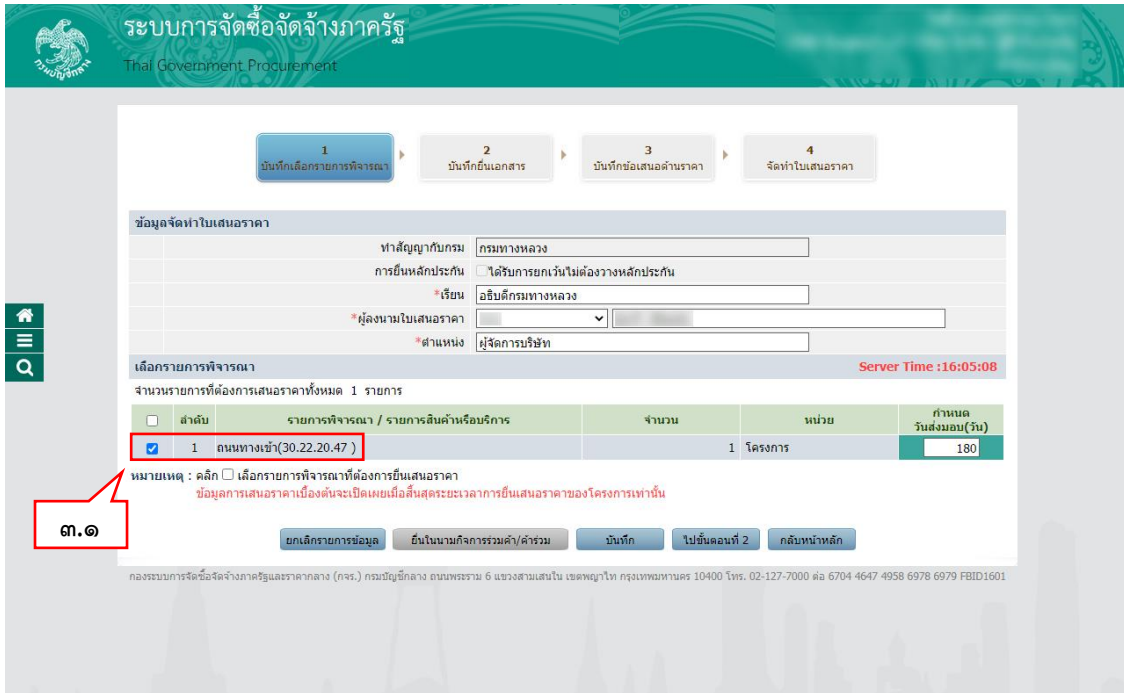 ระบบการจัดซื้อจัดจ้างภาครัฐ
Thai Government Procurement
กรมบัญชีกลาง
1
บันทึกเลือกรายการพิจารณา
2
บันทึกยื่นเอกสาร
3
บันทึกข้อเสนอด้านราคา
4
จัดทำใบเสนอราคา
ข้อมูลจัดทำใบเสนอราคา
ทำสัญญากับกรม กรมทางหลวง
การยื่นหลักประกัน ได้รับการยกเว้นไม่ต้องวางหลักประกัน
*เรียน อธิบดีกรมทางหลวง
*ผู้ลงนามใบเสนอราคา
*ตำแหน่ง ผู้จัดการบริษัท
เลือกรายการพิจารณา Server Time :16:05:08
จำนวนรายการที่ต้องการเสนอราคาทั้งหมด 1 รายการ
ลำดับ รายการพิจารณา / รายการสินค้าหรือบริการ จำนวน หน่วย กำหนด
วันส่งมอบ(วัน)
1 ถนนทางเข้า(30.22.20.47 ) 1 โครงการ 180
หมายเหตุ : คลิก เลือกรายการพิจารณาที่ต้องการยื่นเสนอราคา
ข้อมูลการเสนอราคาเบื้องต้นจะเปิดเผยเมื่อสิ้นสุดระยะเวลาการยื่นเสนอราคาของโครงการเท่านั้น
๓.๑
ยกเลิกรายการข้อมูล ยื่นในนามกิจการร่วมค้า/ค้าร่วม บันทึก ไปขั้นตอนที่ 2 กลับหน้าหลัก
กองระบบการจัดซื้อจัดจ้างภาครัฐและราคากลาง (กจร.) กรมบัญชีกลาง ถนนพระราม 6 แขวงสามเสนใน เขตพญาไท กรุงเทพมหานคร 10400 โทร. 02-127-7000 ต่อ 6704 4647 4958 6978 6979 FBID1601